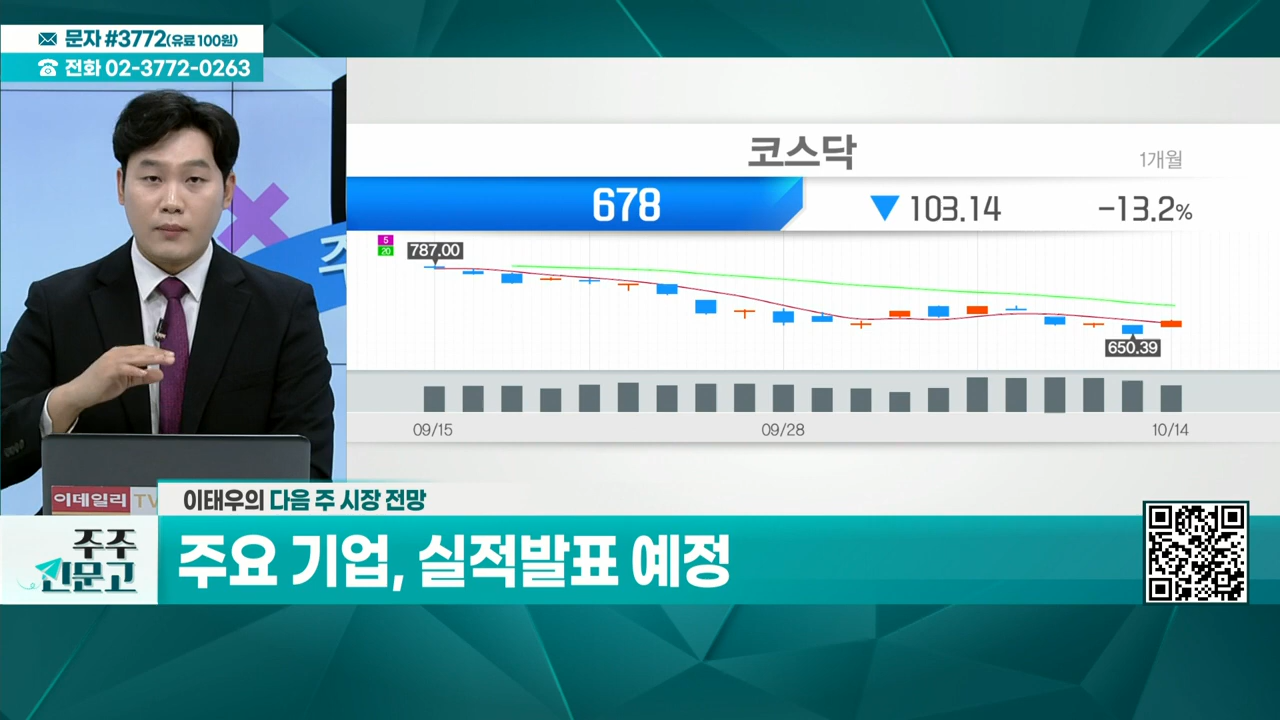 문자 #3772(유료 100원)
전화 02-3772-0263
코스닥
1개월
678
▼ 103.14
-13.2%
5
20
787.00
650.39
09/15
09/28
10/14
주
이데일리 TV
이태우의 다음 주 시장 전망
주주
신문고
주요 기업, 실적발표 예정